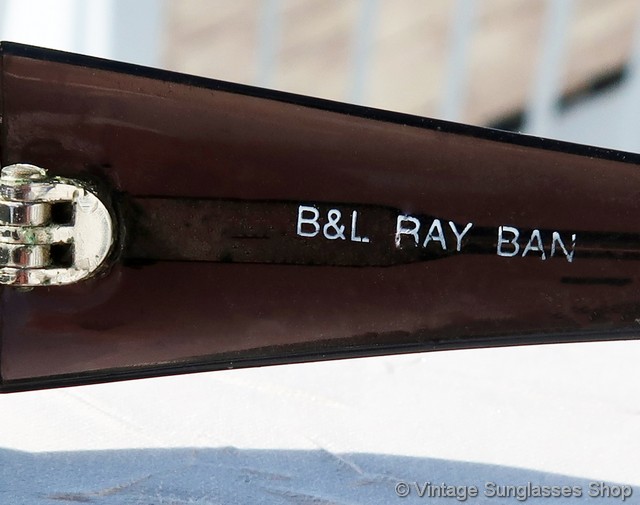 B&L RAY BAN
© Vintage Sunglasses Shop